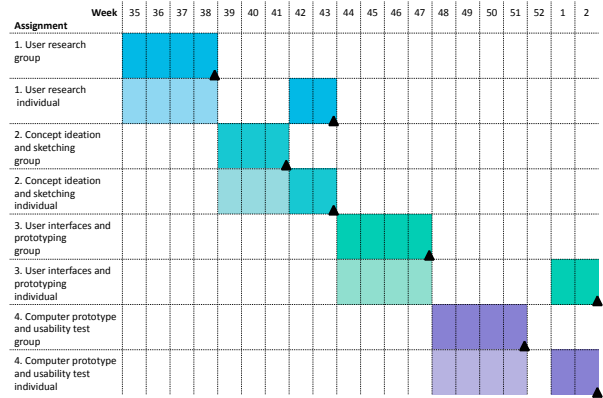 Week 35 36 37 38 39 40 41 42 43 44 45 46 47 48 49 50 51 52 1 2
Assignment
1. User research
group
1. User research
individual
2. Concept ideation
and sketching
group
2. Concept ideation
and sketching
individual
3. User interfaces and
prototyping
group
3. User interfaces and
prototyping
individual
4. Computer prototype
and usability test
group
4. Computer prototype
and usability test
individual